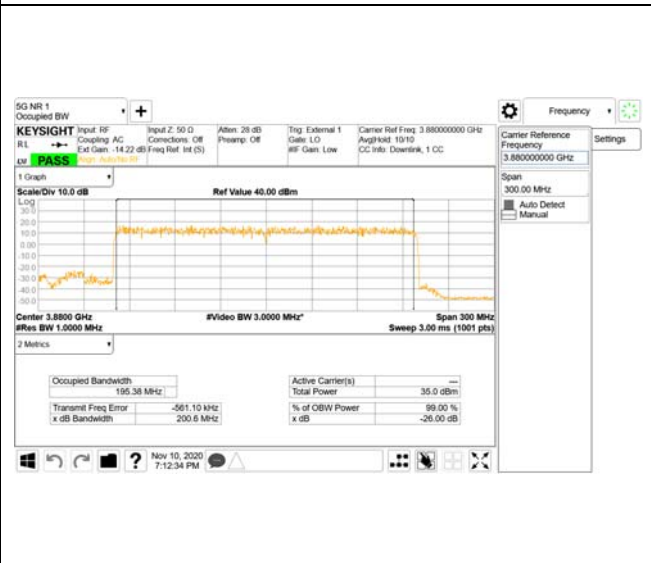 5G NR 1
Occupied BW
+
Frequency
KEYSIGHT
RL
PASS
Input: RF
Coupling: AC
Ext Gain: -14.22 dB
Align: Auto/No RF
Input Z: 50 Ω
Corrections: Off
Freq Ref: Int (S)
Atten: 28 dB
Preamp: Off
Trig: External 1
Gate: LO
#IF Gain: Low
Carrier Ref Freq: 3.880000000 GHz
Avg|Hold: 10/10
CC Info: Downlink, 1 CC
Carrier Reference
Frequency
3.880000000 GHz
Settings
Span
300.00 MHz
Auto Detect
Manual
1 Graph
Scale/Div 10.0 dB
Ref Value 40.00 dBm
Log
30.0
20.0
10.0
0.00
-10.0
-20.0
-30.0
-40.0
-50.0
Center 3.8800 GHz
#Video BW 3.0000 MHz*
Span 300 MHz
#Res BW 1.0000 MHz
Sweep 3.00 ms (1001 pts)
2 Metrics
Occupied Bandwidth
195.38 MHz
Transmit Freq Error -561.10 kHz
x dB Bandwidth 200.6 MHz
Active Carrier(s) ---
Total Power 35.0 dBm
% of OBW Power 99.00 %
x dB -26.00 dB
?
Nov 10, 2020
7:12:34 PM